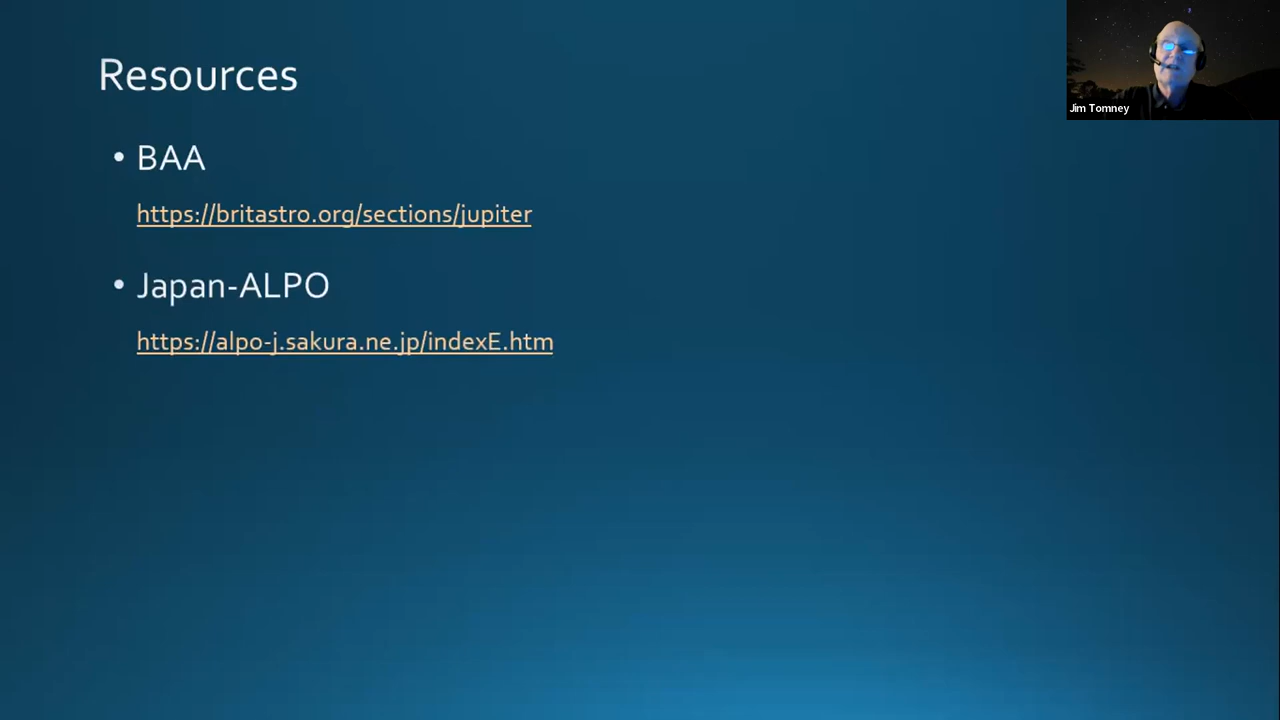 Resources
• BAA
https://britastro.org/sections/jupiter
• Japan-ALPO
https://alpo-j.sakura.ne.jp/indexE.htm
Jim Tomney